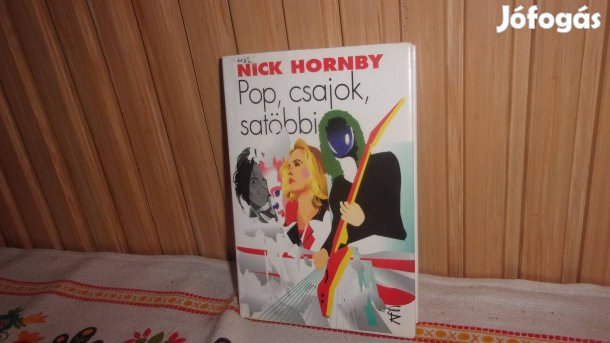 Jófogás
NICK HORNBY
Pop, csajok,
satöbbi